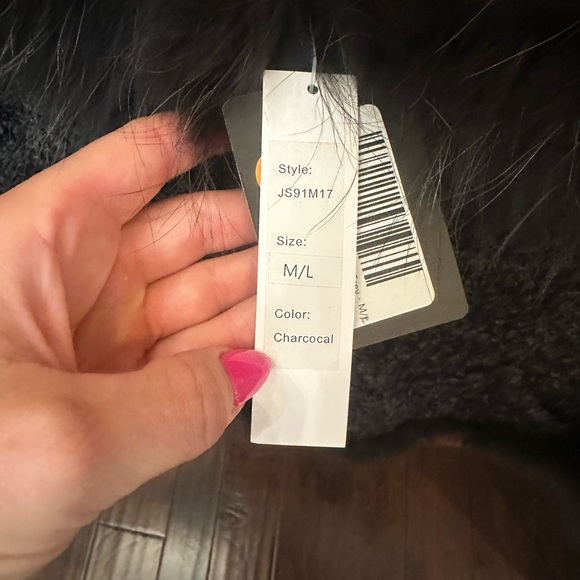 Style:
JS91M17
Size:
M/L
Color:
Charcocal